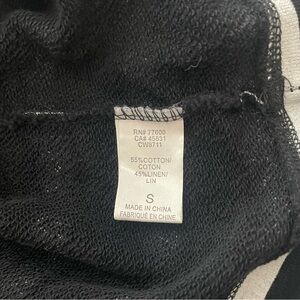 RN# 77600
CA# 45631
CW8711
55%COTTON/
COTON
45%LINEN/
LIN
S
MADE IN CHINA
FABRIQUÉ EN CHINE